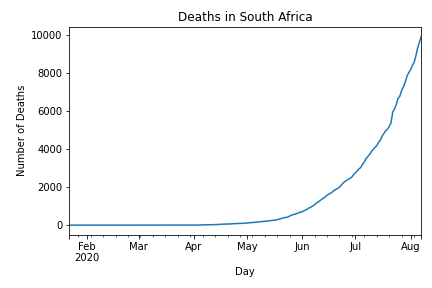 Deaths in South Africa
10000
8000
6000
4000
2000
0
Number of Deaths
Feb Mar Apr May Jun Jul Aug
2020
Day